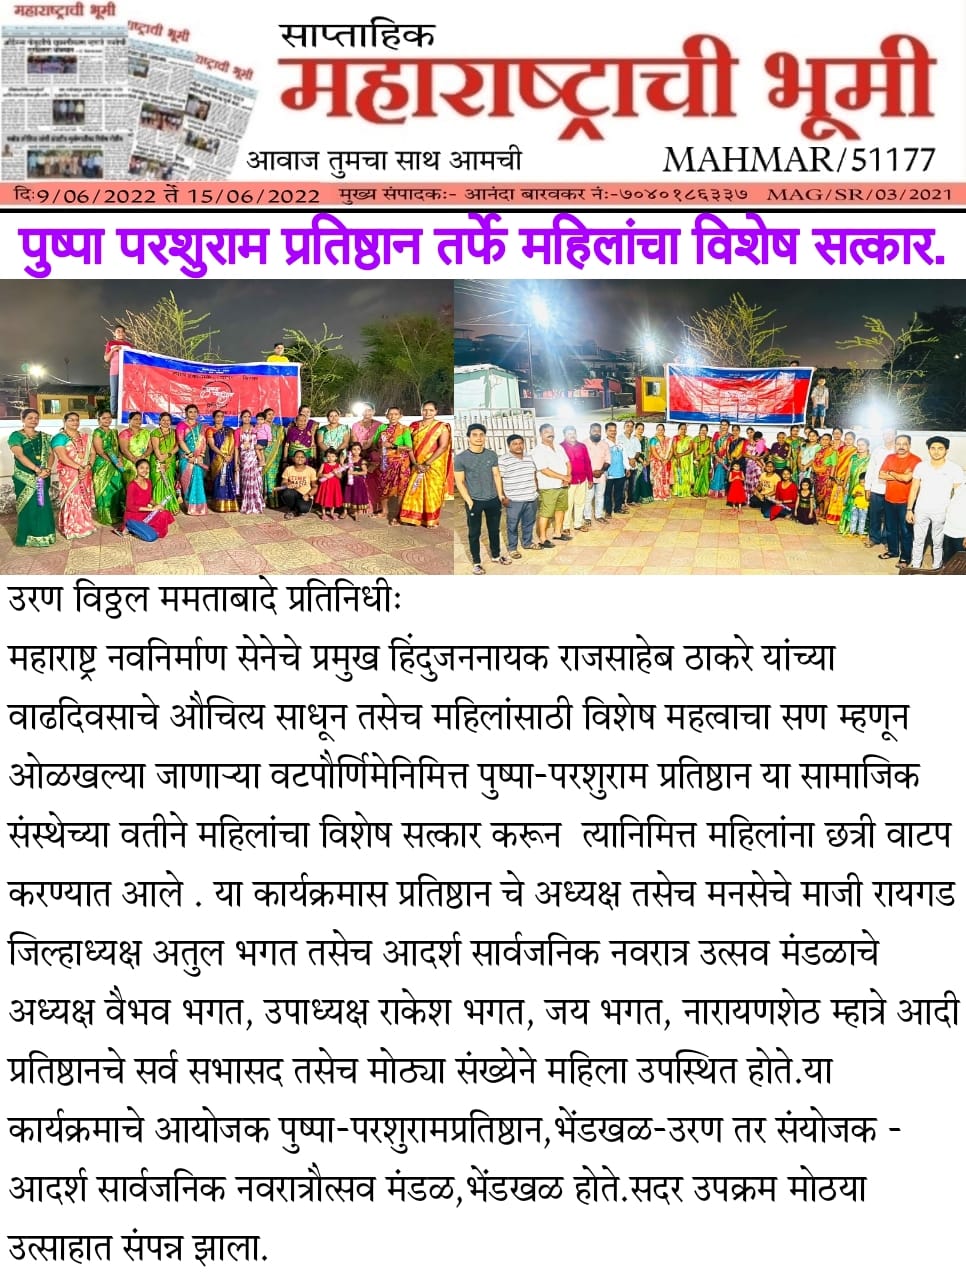 महाराष्ट्राची भूमी
साप्ताहिक
महाराष्ट्राची भूमी
आवाज तुमचा साथ आमची
MAHMAR/51177
दिः9/06/2022 तें 15/06/2022 मुख्य संपादकः- आनंदा बारवकर नं:-७०४०१८६३३७ MAG/SR/03/2021
पुष्पा परशुराम प्रतिष्ठान तर्फे महिलांचा विशेष सत्कार.
उरण विठ्ठल ममताबादे प्रतिनिधीः
महाराष्ट्र नवनिर्माण सेनेचे प्रमुख हिंदुजननायक राजसाहेब ठाकरे यांच्या
वाढदिवसाचे औचित्य साधून तसेच महिलांसाठी विशेष महत्वाचा सण म्हणून
ओळखल्या जाणाऱ्या वटपौर्णिमेनिमित्त पुष्पा-परशुराम प्रतिष्ठान या सामाजिक
संस्थेच्या वतीने महिलांचा विशेष सत्कार करून त्यानिमित्त महिलांना छत्री वाटप
करण्यात आले . या कार्यक्रमास प्रतिष्ठान चे अध्यक्ष तसेच मनसेचे माजी रायगड
जिल्हाध्यक्ष अतुल भगत तसेच आदर्श सार्वजनिक नवरात्र उत्सव मंडळाचे
अध्यक्ष वैभव भगत, उपाध्यक्ष राकेश भगत, जय भगत, नारायणशेठ म्हात्रे आदी
प्रतिष्ठानचे सर्व सभासद तसेच मोठ्या संख्येने महिला उपस्थित होते.या
कार्यक्रमाचे आयोजक पुष्पा-परशुरामप्रतिष्ठान,भेंडखळ-उरण तर संयोजक -
आदर्श सार्वजनिक नवरात्रौत्सव मंडळ,भेंडखळ होते.सदर उपक्रम मोठया
उत्साहात संपन्न झाला.